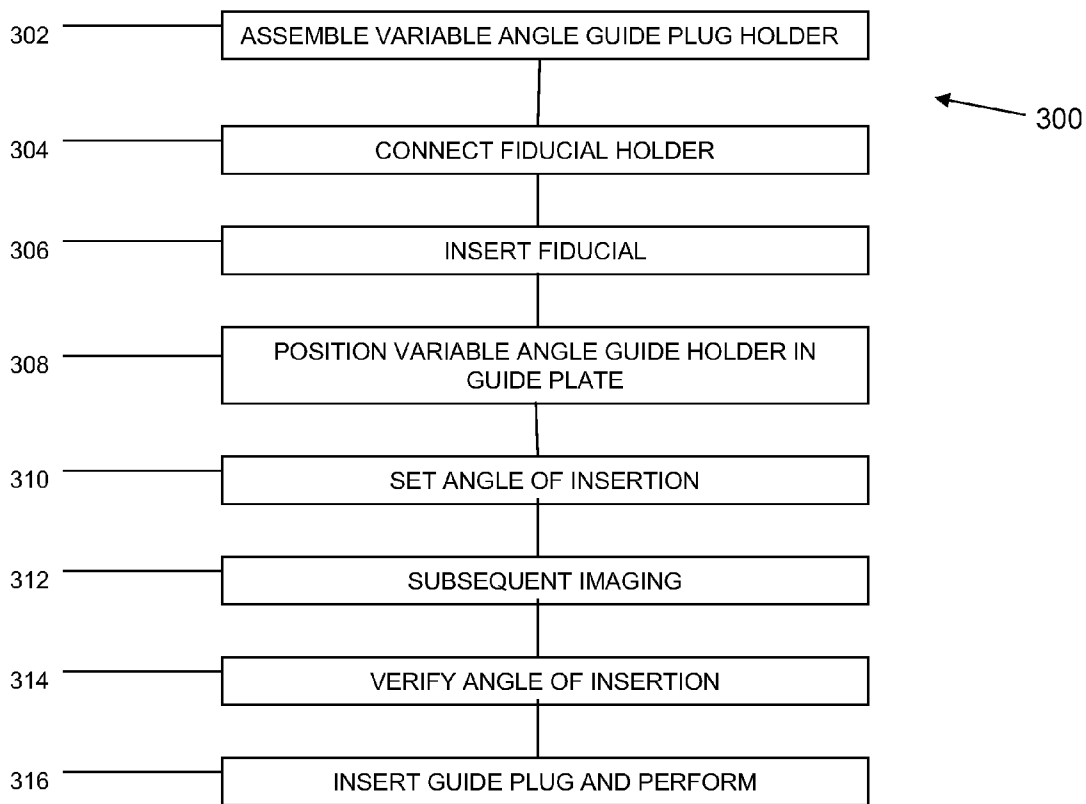 302 ASSEMBLE VARIABLE ANGLE GUIDE PLUG HOLDER
300
304 CONNECT FIDUCIAL HOLDER
306 INSERT FIDUCIAL
308 POSITION VARIABLE ANGLE GUIDE HOLDER IN
GUIDE PLATE
310 SET ANGLE OF INSERTION
312 SUBSEQUENT IMAGING
314 VERIFY ANGLE OF INSERTION
316 INSERT GUIDE PLUG AND PERFORM